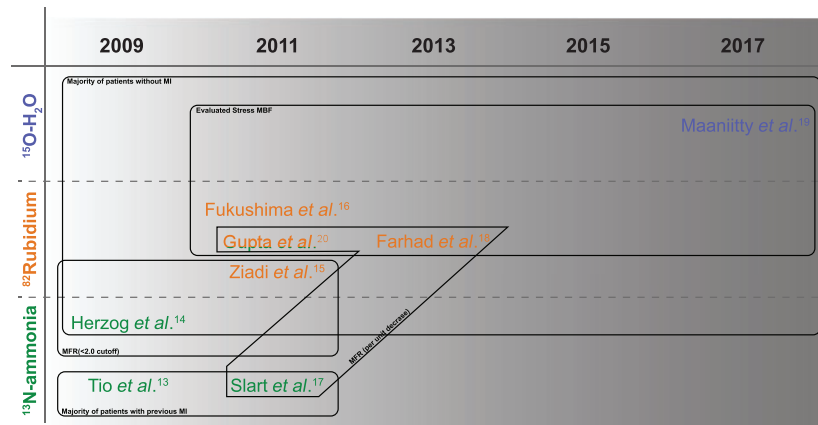 2009 2011 2013 2015 2017
Majority of patients without MI
Evaluated Stress MBF
¹⁵O-H₂O
Maaniitty et al.¹⁹
⁸²Rubidium
Fukushima et al.¹⁶
Gupta et al.²⁰ Farhad et al.¹⁸
Ziadi et al.¹⁵
¹³N-ammonia
Herzog et al.¹⁴
MFR (per unit decrease)
MFR(<2.0 cutoff)
Tio et al.¹³ Slart et al.¹⁷
Majority of patients with previous MI